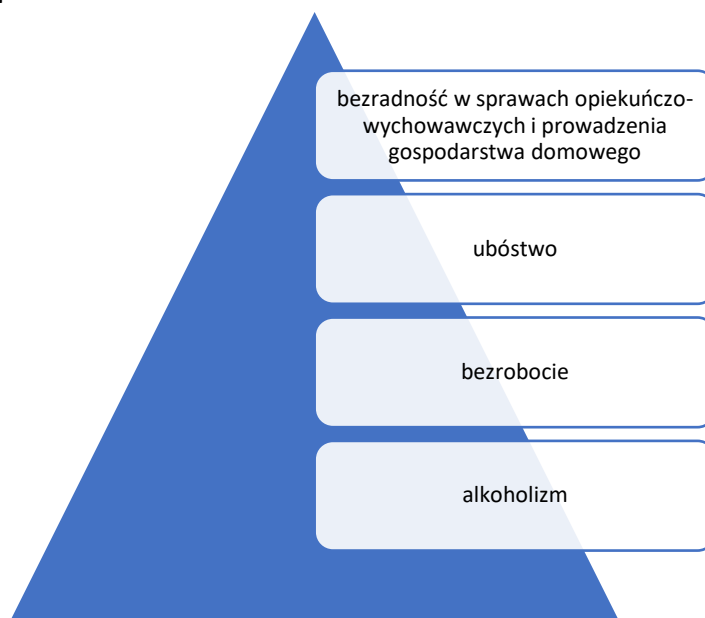 bezradność w sprawach opiekuńczo-
wychowawczych i prowadzenia
gospodarstwa domowego
ubóstwo
bezrobocie
alkoholizm